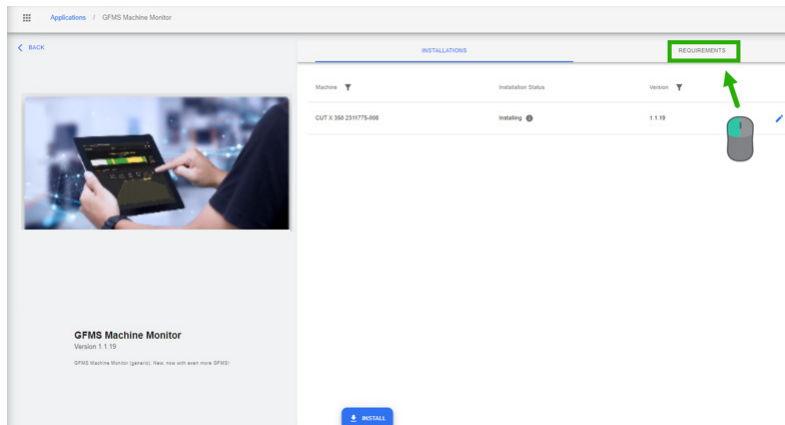 Applications / GFMS Machine Monitor
BACK
INSTALLATIONS
REQUIREMENTS
Machine
Installation Status
Version
CUT X 350 2311775-998
Installing
1.1.19
GFMS Machine Monitor
Version 1.1.19
GFMS Machine Monitor (generic). New, now with even more GFMS!
INSTALL